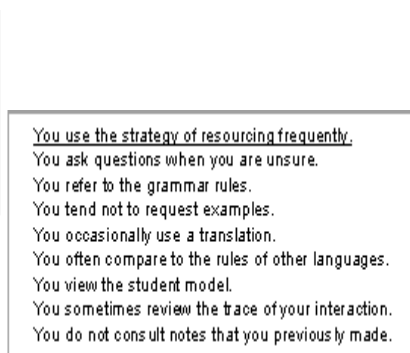 You use the strategy of resourcing frequently.
You ask questions when you are unsure.
You refer to the grammar rules.
You tend not to request examples.
You occasionally use a translation.
You often compare to the rules of other languages.
You view the student model.
You sometimes review the trace of your interaction.
You do not consult notes that you previously made.